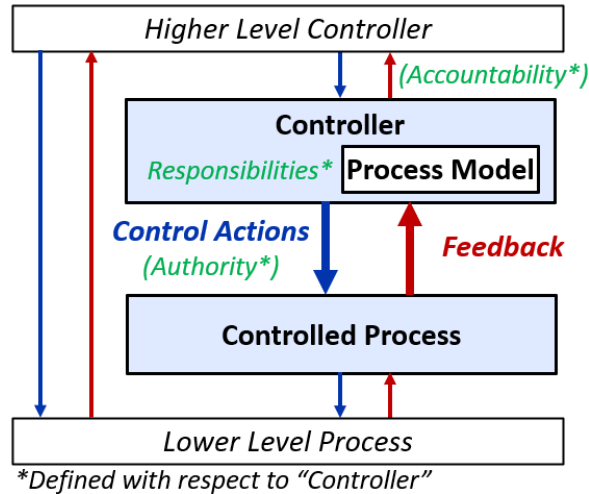 Higher Level Controller
(Accountability*)
Controller
Responsibilities*
Process Model
Control Actions
(Authority*)
Feedback
Controlled Process
Lower Level Process
*Defined with respect to “Controller”